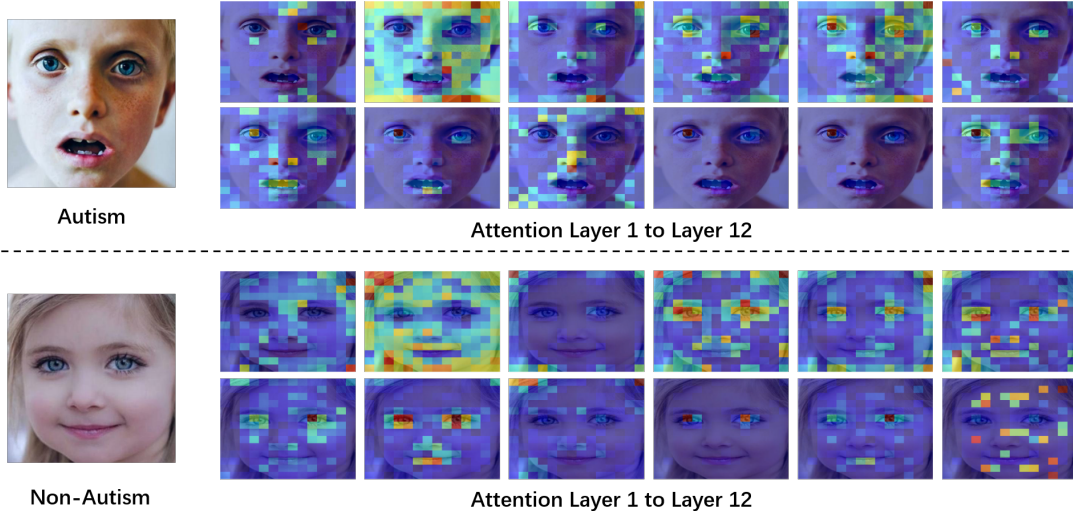 Autism
Attention Layer 1 to Layer 12
Non-Autism
Attention Layer 1 to Layer 12